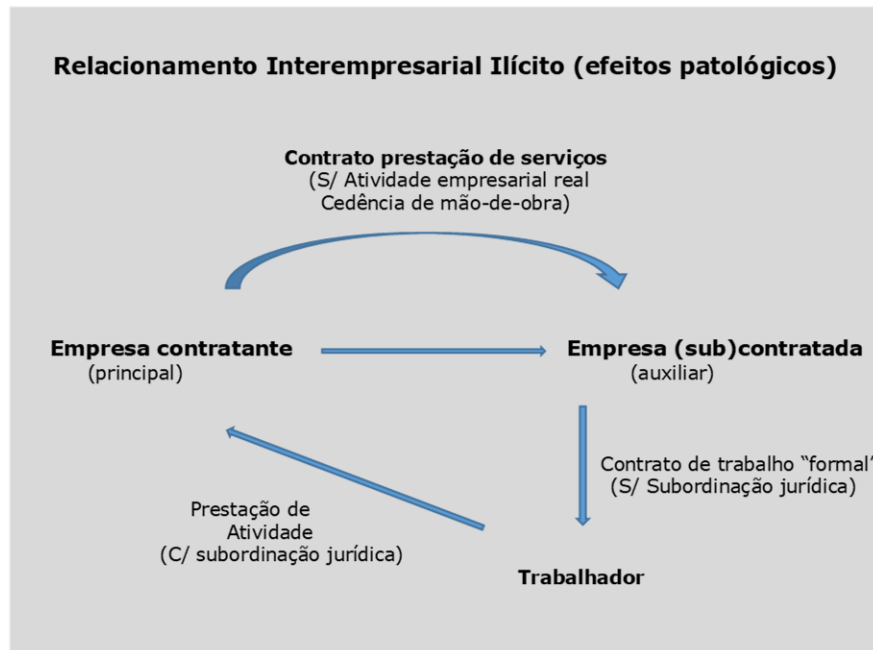 Relacionamento Interempresarial Ilícito (efeitos patológicos)
Contrato prestação de serviços
(S/ Atividade empresarial real
Cedência de mão-de-obra)
Empresa contratante
(principal)
Empresa (sub)contratada
(auxiliar)
Contrato de trabalho “formal”
(S/ Subordinação jurídica)
Prestação de
Atividade
(C/ subordinação jurídica)
Trabalhador